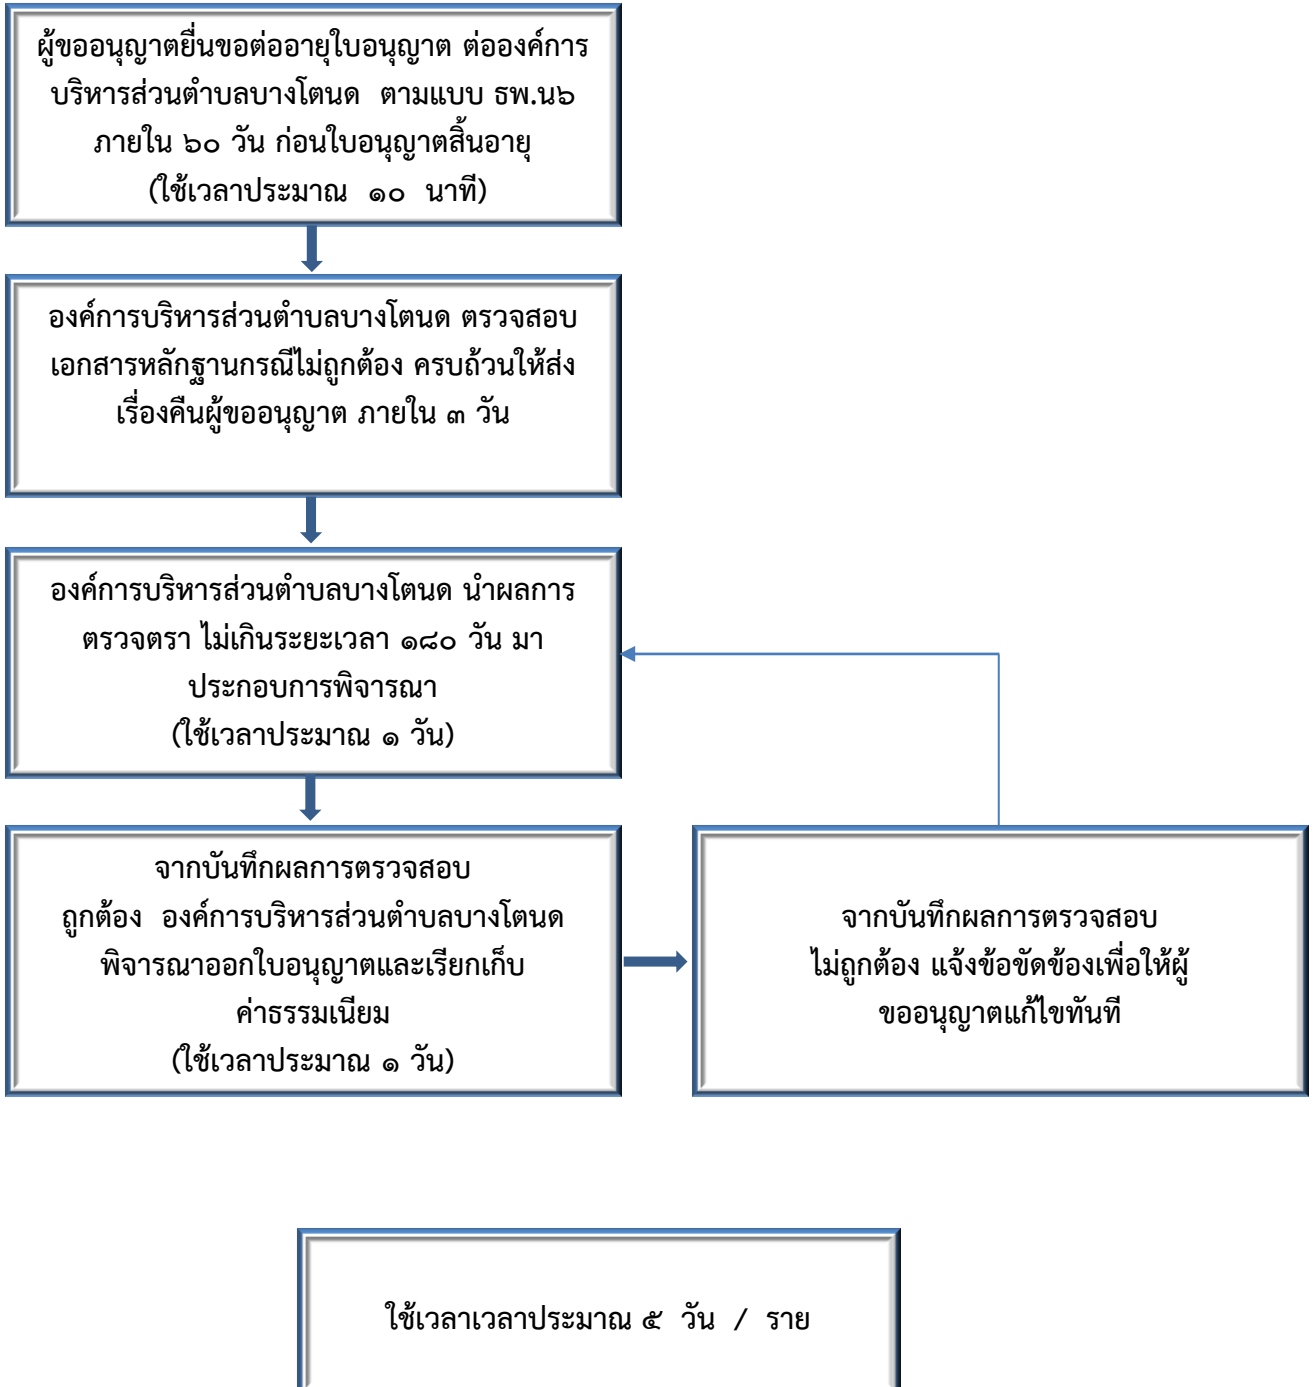 ผู้ขออนุญาตยื่นขอต่ออายุใบอนุญาต ต่อองค์การ
บริหารส่วนตำบลบางโตนด ตามแบบ ธพ.น๖
ภายใน ๖๐ วัน ก่อนใบอนุญาตสิ้นอายุ
(ใช้เวลาประมาณ ๑๐ นาที)
องค์การบริหารส่วนตำบลบางโตนด ตรวจสอบ
เอกสารหลักฐานกรณีไม่ถูกต้อง ครบถ้วนให้ส่ง
เรื่องคืนผู้ขออนุญาต ภายใน ๓ วัน
องค์การบริหารส่วนตำบลบางโตนด นำผลการ
ตรวจตรา ไม่เกินระยะเวลา ๑๘๐ วัน มา
ประกอบการพิจารณา
(ใช้เวลาประมาณ ๑ วัน)
จากบันทึกผลการตรวจสอบ
ถูกต้อง องค์การบริหารส่วนตำบลบางโตนด
พิจารณาออกใบอนุญาตและเรียกเก็บ
ค่าธรรมเนียม
(ใช้เวลาประมาณ ๑ วัน)
จากบันทึกผลการตรวจสอบ
ไม่ถูกต้อง แจ้งข้อขัดข้องเพื่อให้ผู้
ขออนุญาตแก้ไขทันที
ใช้เวลาเวลาประมาณ ๕ วัน / ราย